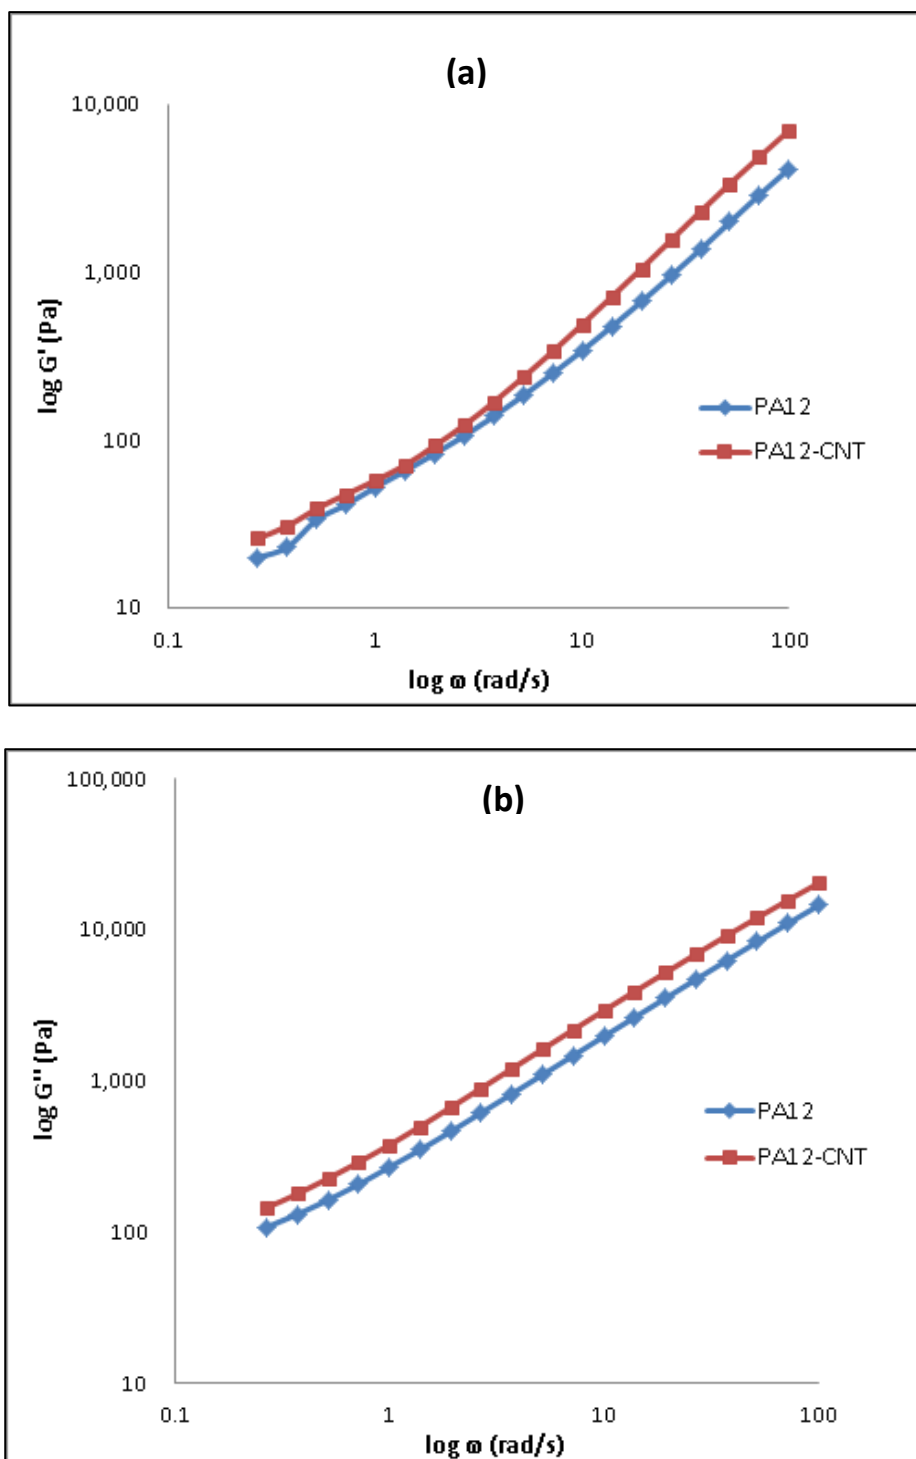 (a)
10,000
1,000
100
10
0.1 1 10 100
log G' (Pa)
log ω (rad/s)
PA12
PA12-CNT
(b)
100,000
10,000
1,000
100
10
0.1 1 10 100
log G'' (Pa)
log ω (rad/s)
PA12
PA12-CNT